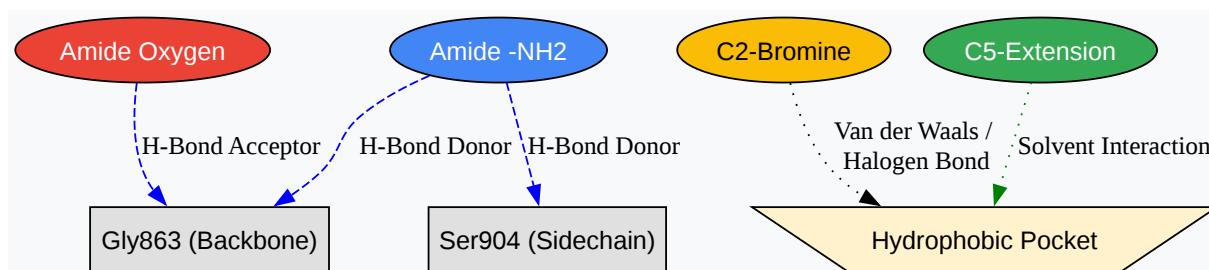 Amide Oxygen
Amide -NH2
C2-Bromine
C5-Extension
H-Bond Acceptor
H-Bond Donor
H-Bond Donor
Van der Waals /
Halogen Bond
Solvent Interaction
Gly863 (Backbone)
Ser904 (Sidechain)
Hydrophobic Pocket